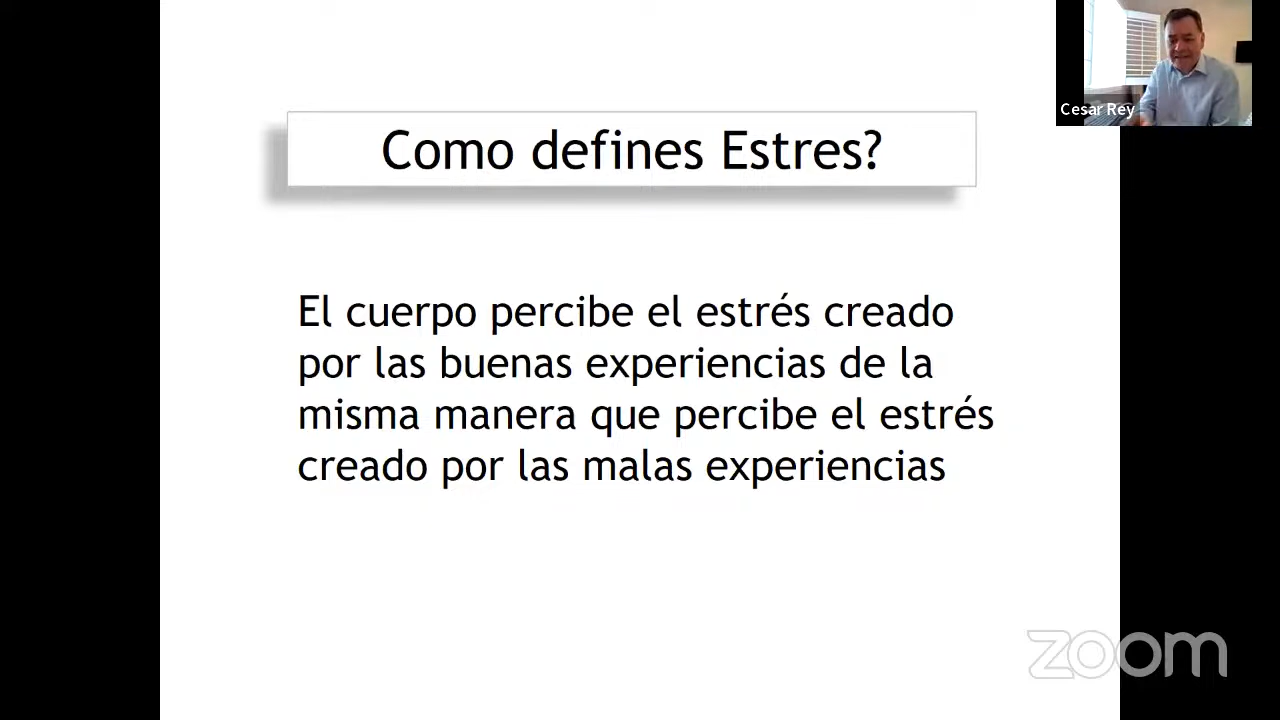 Cesar Rey
Como defines Estres?
El cuerpo percibe el estrés creado
por las buenas experiencias de la
misma manera que percibe el estrés
creado por las malas experiencias
zoom